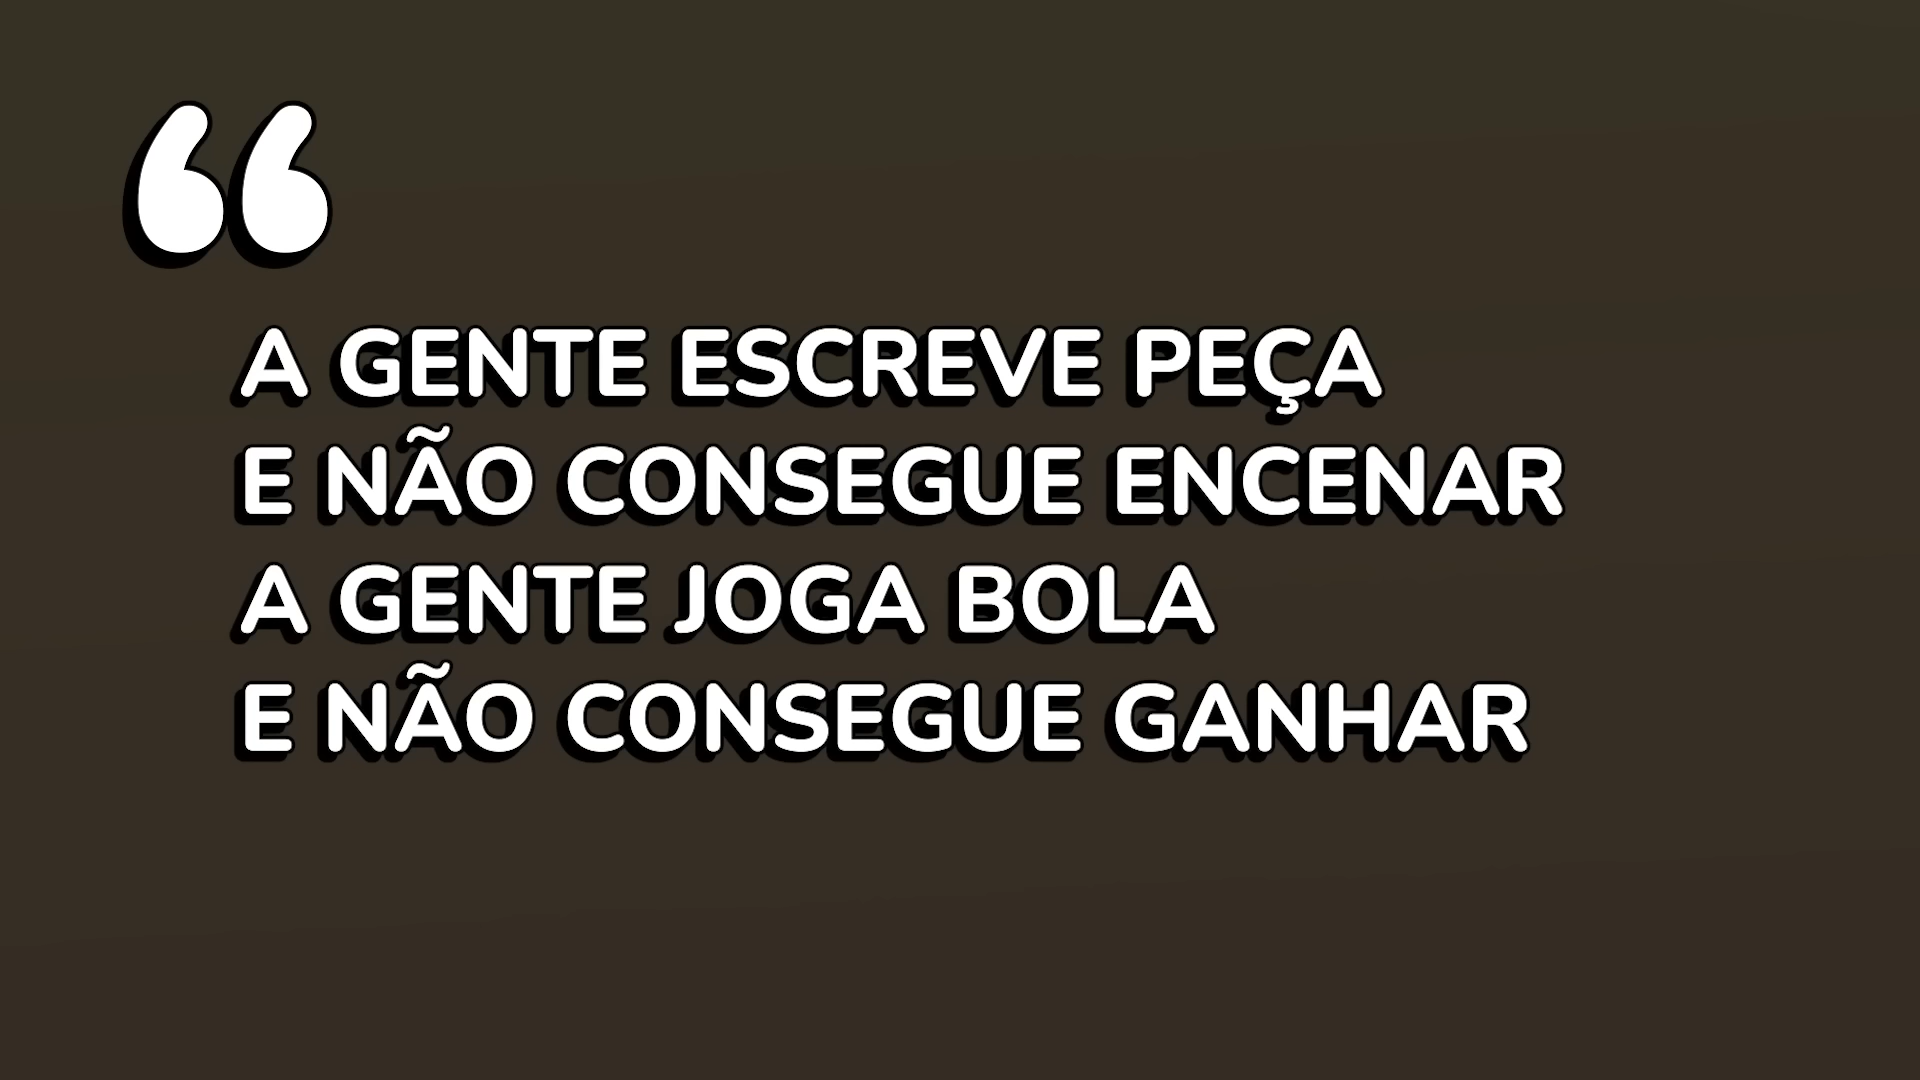 “
A GENTE ESCREVE PEÇA
E NÃO CONSEGUE ENCENAR
A GENTE JOGA BOLA
E NÃO CONSEGUE GANHAR